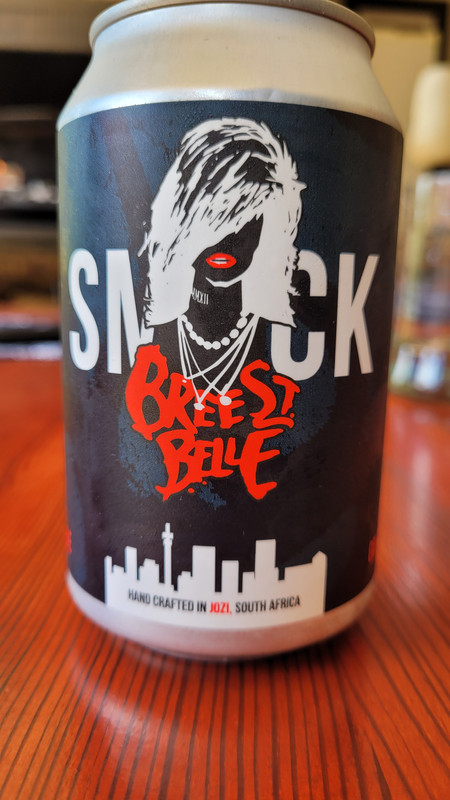 SM CK
BREE ST.
BELLE
HAND CRAFTED IN JOZI, SOUTH AFRICA